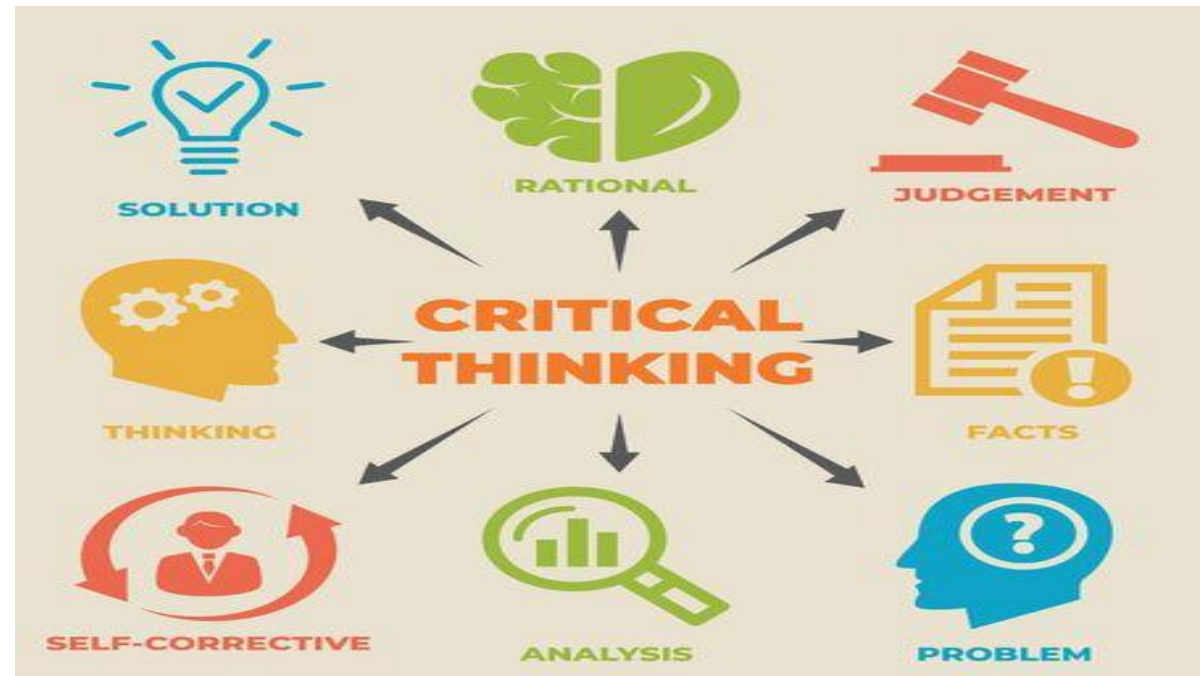 SOLUTION
RATIONAL
JUDGEMENT
CRITICAL
THINKING
THINKING
FACTS
SELF-CORRECTIVE
ANALYSIS
PROBLEM